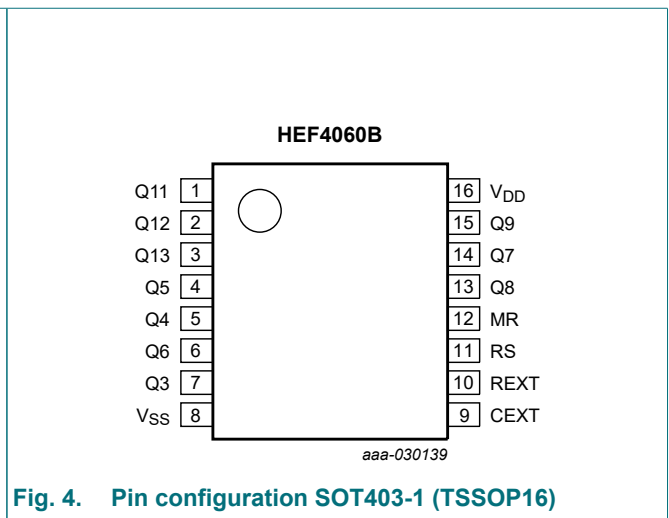 HEF4060B
Q11 1 16 VDD
Q12 2 15 Q9
Q13 3 14 Q7
Q5 4 13 Q8
Q4 5 12 MR
Q6 6 11 RS
Q3 7 10 REXT
VSS 8 9 CEXT
aaa-030139
Fig. 4. Pin configuration SOT403-1 (TSSOP16)